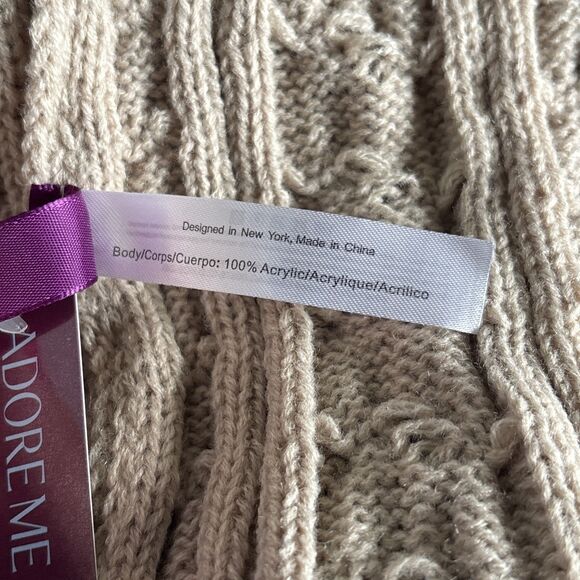 Designed in New York, Made in China
Body/Corps/Cuerpo: 100% Acrylic/Acrylique/Acrilico
ADORE ME